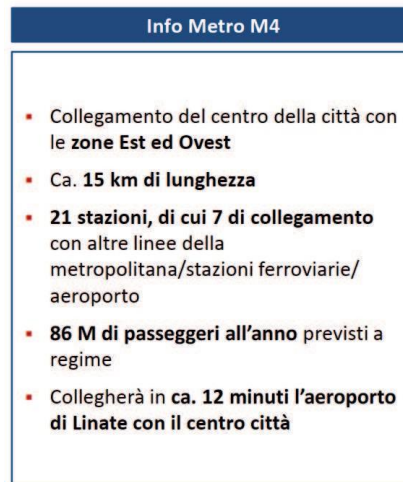 Info Metro M4
▪ Collegamento del centro della città con
le zone Est ed Ovest
▪ Ca. 15 km di lunghezza
▪ 21 stazioni, di cui 7 di collegamento
con altre linee della
metropolitana/stazioni ferroviarie/
aeroporto
▪ 86 M di passeggeri all’anno previsti a
regime
▪ Collegherà in ca. 12 minuti l’aeroporto
di Linate con il centro città